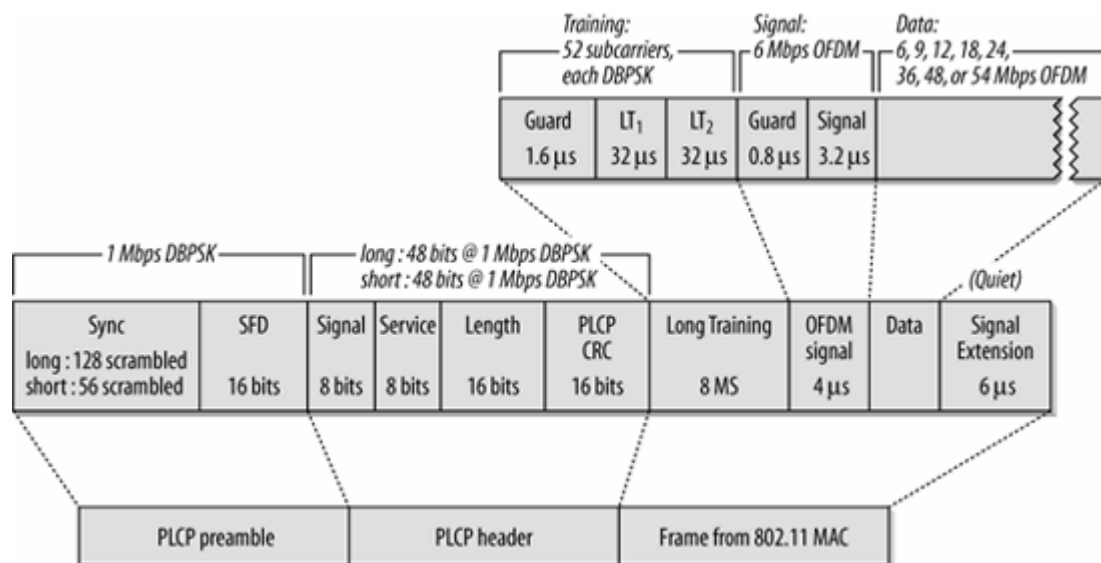 Training:
52 subcarriers,
each DBPSK
Signal:
6 Mbps OFDM
Data:
6, 9, 12, 18, 24,
36, 48, or 54 Mbps OFDM
Guard
1.6 µs
LT1
32 µs
LT2
32 µs
Guard
0.8 µs
Signal
3.2 µs
1 Mbps DBPSK
long : 48 bits @ 1 Mbps DBPSK
short : 48 bits @ 1 Mbps DBPSK
(Quiet)
Sync
long : 128 scrambled
short : 56 scrambled
SFD
16 bits
Signal
8 bits
Service
8 bits
Length
16 bits
PLCP
CRC
16 bits
Long Training
8 MS
OFDM
signal
4 µs
Data
Signal
Extension
6 µs
PLCP preamble
PLCP header
Frame from 802.11 MAC